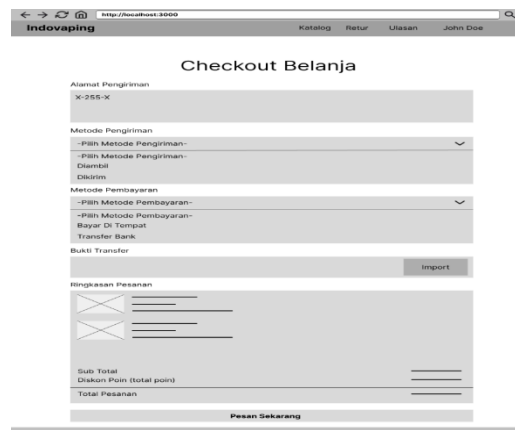 http://localhost:3000
Indovaping Katalog Retur Ulasan John Doe
Checkout Belanja
Alamat Pengiriman
X-255-X
Metode Pengiriman
-Pilih Metode Pengiriman-
-Pilih Metode Pengiriman-
Diambil
Dikirim
Metode Pembayaran
-Pilih Metode Pembayaran-
-Pilih Metode Pembayaran-
Bayar Di Tempat
Transfer Bank
Bukti Transfer
Import
Ringkasan Pesanan
Sub Total
Diskon Poin (total poin)
Total Pesanan
Pesan Sekarang